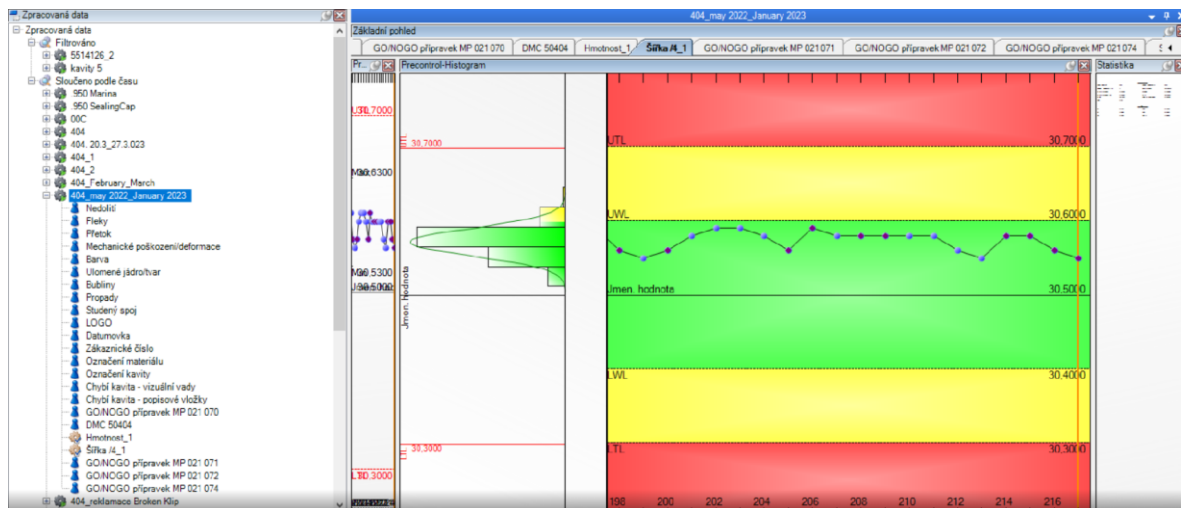 Zpracovaná data
404_may 2022_January 2023
Zpracovaná data
Filtrováno
5514126_2
kavity 5
Sloučeno podle času
.950 Marina
.950 SealingCap
00C
404
404. 20.3_27.3.023
404_1
404_2
404_February_March
404_may 2022_January 2023
Nedolití
Fleky
Přetok
Mechanické poškození/deformace
Barva
Ulomené jádro/tvar
Bubliny
Propady
Studený spoj
LOGO
Datumovka
Zákaznické číslo
Označení materiálu
Označení kavity
Chybí kavita - vizuální vady
Chybí kavita - popisové vložky
GO/NOGO přípravek MP 021 070
DMC 50404
Hmotnost_1
Šířka /4_1
GO/NOGO přípravek MP 021 071
GO/NOGO přípravek MP 021 072
GO/NOGO přípravek MP 021 074
404_reklamace Broken Klip
Základní pohled
GO/NOGO přípravek MP 021 070
DMC 50404
Hmotnost_1
Šířka /4_1
GO/NOGO přípravek MP 021 071
GO/NOGO přípravek MP 021 072
GO/NOGO přípravek MP 021 074
Pr...
Precontrol-Histogram
Statistika
30,7000
30,3000
Jmen. hodnota
UTL 30,7000
UWL 30,6000
Jmen. hodnota 30,5000
LWL 30,4000
LTL 30,3000
198 200 202 204 206 208 210 212 214 216